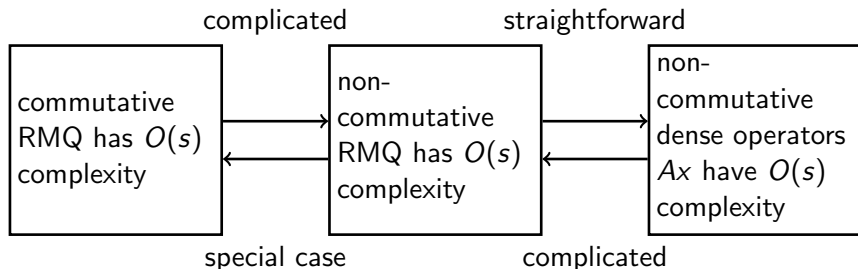 complicated
straightforward
commutative
RMQ has O(s)
complexity
non-
commutative
RMQ has O(s)
complexity
non-
commutative
dense operators
Ax have O(s)
complexity
special case
complicated